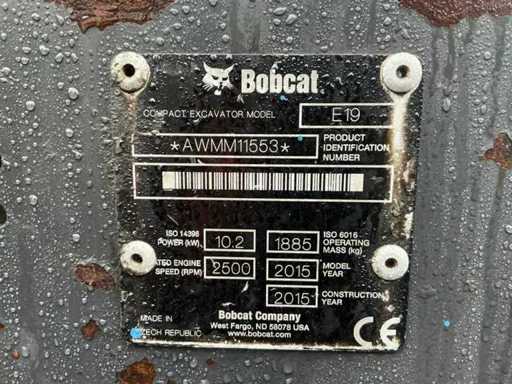 Bobcat
COMPACT EXCAVATOR MODEL E19
*AWMM11553* PRODUCT IDENTIFICATION NUMBER
ISO 14396 POWER (kW) 10.2 1885 ISO 6016 OPERATING MASS (kg)
RATED ENGINE SPEED (RPM) 2500 2015 MODEL YEAR
2015 CONSTRUCTION YEAR
Bobcat Company
MADE IN CZECH REPUBLIC West Fargo, ND 58078 USA
www.bobcat.com CE